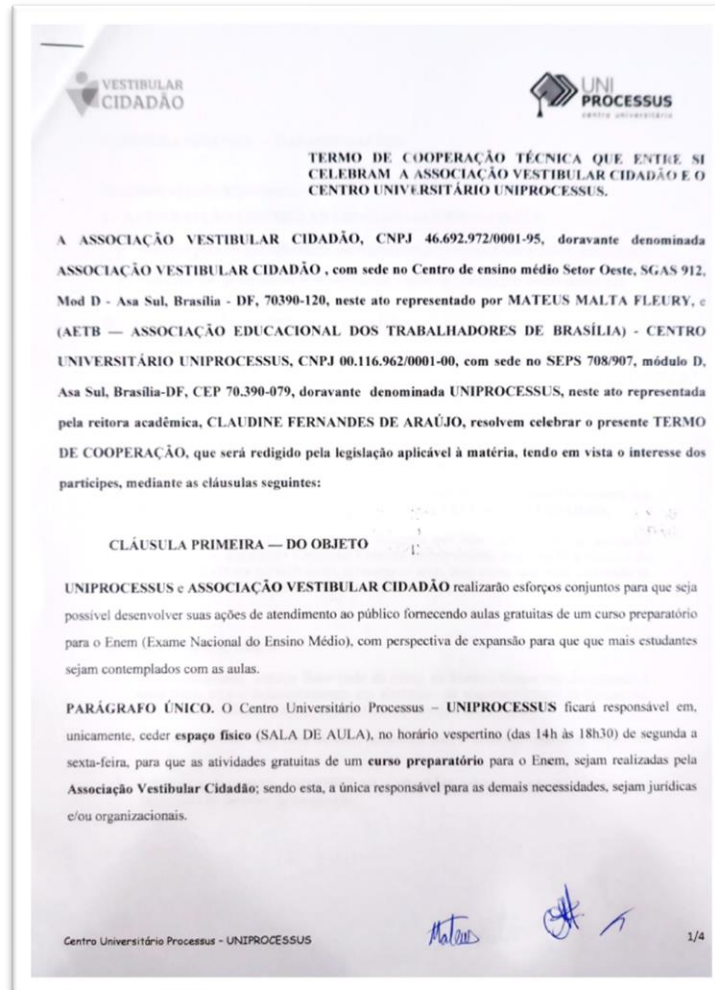 VESTIBULAR
CIDADÃO
UNI
PROCESSUS
centro universitário
TERMO DE COOPERAÇÃO TÉCNICA QUE ENTRE SI
CELEBRAM A ASSOCIAÇÃO VESTIBULAR CIDADÃO E O
CENTRO UNIVERSITÁRIO UNIPROCESSUS.
A ASSOCIAÇÃO VESTIBULAR CIDADÃO, CNPJ 46.692.972/0001-95, doravante denominada
ASSOCIAÇÃO VESTIBULAR CIDADÃO , com sede no Centro de ensino médio Setor Oeste, SGAS 912,
Mod D - Asa Sul, Brasília - DF, 70390-120, neste ato representado por MATEUS MALTA FLEURY, e
(AETB — ASSOCIAÇÃO EDUCACIONAL DOS TRABALHADORES DE BRASÍLIA) - CENTRO
UNIVERSITÁRIO UNIPROCESSUS, CNPJ 00.116.962/0001-00, com sede no SEPS 708/907, módulo D,
Asa Sul, Brasília-DF, CEP 70.390-079, doravante denominada UNIPROCESSUS, neste ato representada
pela reitora acadêmica, CLAUDINE FERNANDES DE ARAÚJO, resolvem celebrar o presente TERMO
DE COOPERAÇÃO, que será redigido pela legislação aplicável à matéria, tendo em vista o interesse dos
partícipes, mediante as cláusulas seguintes:
CLÁUSULA PRIMEIRA — DO OBJETO
UNIPROCESSUS e ASSOCIAÇÃO VESTIBULAR CIDADÃO realizarão esforços conjuntos para que seja
possível desenvolver suas ações de atendimento ao público fornecendo aulas gratuitas de um curso preparatório
para o Enem (Exame Nacional do Ensino Médio), com perspectiva de expansão para que que mais estudantes
sejam contemplados com as aulas.
PARÁGRAFO ÚNICO. O Centro Universitário Processus – UNIPROCESSUS ficará responsável em,
unicamente, ceder espaço físico (SALA DE AULA), no horário vespertino (das 14h às 18h30) de segunda a
sexta-feira, para que as atividades gratuitas de um curso preparatório para o Enem, sejam realizadas pela
Associação Vestibular Cidadão; sendo esta, a única responsável para as demais necessidades, sejam jurídicas
e/ou organizacionais.
Mateus
Centro Universitário Processus - UNIPROCESSUS
1/4